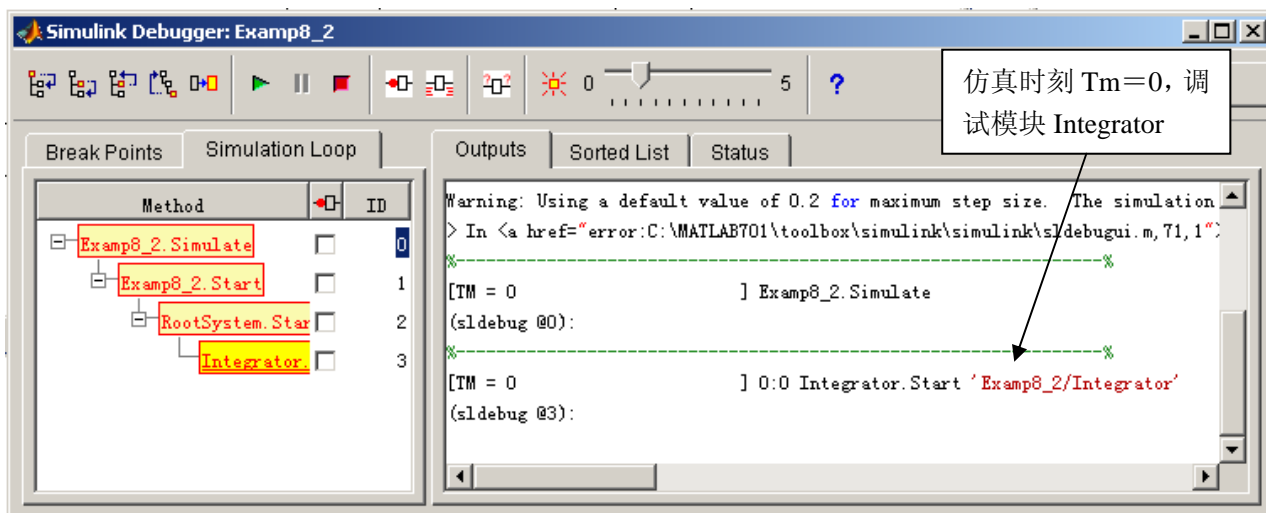 Simulink Debugger: Examp8_2
0 5 ?
仿真时刻 Tm＝0，调
试模块 Integrator
Break Points Simulation Loop
Outputs Sorted List Status
Method ID
Examp8_2.Simulate 0
Examp8_2.Start 1
RootSystem.Star 2
Integrator. 3
Warning: Using a default value of 0.2 for maximum step size. The simulation
> In <a href="error:C:\MATLAB701\toolbox\simulink\simulink\sldebugui.m,71,1">
%----------------------------------------------------------------%
[TM = 0 ] Examp8_2.Simulate
(sldebug @0):
%----------------------------------------------------------------%
[TM = 0 ] 0:0 Integrator.Start 'Examp8_2/Integrator'
(sldebug @3):